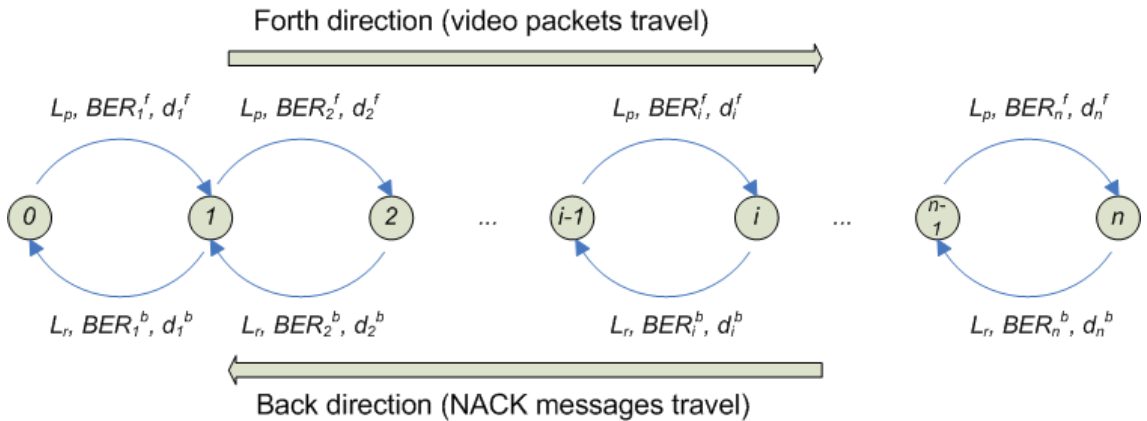 Forth direction (video packets travel)
Lₚ, BER₁ᶠ, d₁ᶠ Lₚ, BER₂ᶠ, d₂ᶠ Lₚ, BERᵢᶠ, dᵢᶠ Lₚ, BERₙᶠ, dₙᶠ
0 1 2 ... i-1 i ... n-1 n
Lᵣ, BER₁ᵇ, d₁ᵇ Lᵣ, BER₂ᵇ, d₂ᵇ Lᵣ, BERᵢᵇ, dᵢᵇ Lᵣ, BERₙᵇ, dₙᵇ
Back direction (NACK messages travel)